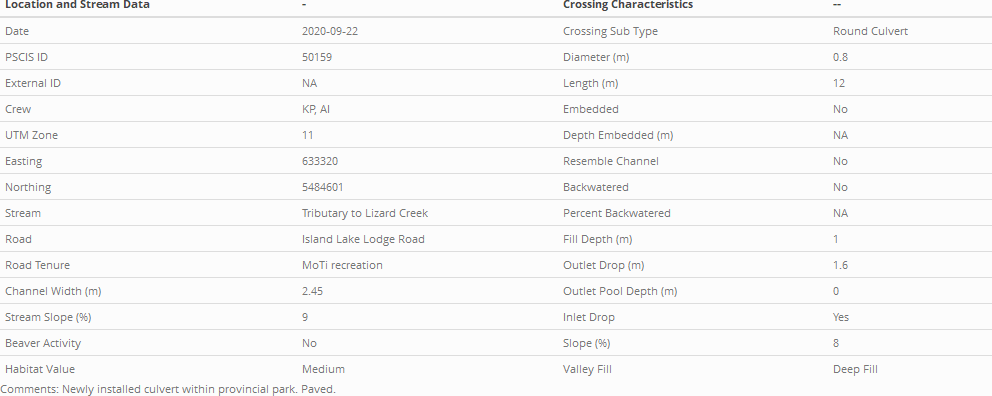 Location and Stream Data - Crossing Characteristics --
Date 2020-09-22 Crossing Sub Type Round Culvert
PSCIS ID 50159 Diameter (m) 0.8
External ID NA Length (m) 12
Crew KP, AI Embedded No
UTM Zone 11 Depth Embedded (m) NA
Easting 633320 Resemble Channel No
Northing 5484601 Backwatered No
Stream Tributary to Lizard Creek Percent Backwatered NA
Road Island Lake Lodge Road Fill Depth (m) 1
Road Tenure MoTi recreation Outlet Drop (m) 1.6
Channel Width (m) 2.45 Outlet Pool Depth (m) 0
Stream Slope (%) 9 Inlet Drop Yes
Beaver Activity No Slope (%) 8
Habitat Value Medium Valley Fill Deep Fill
Comments: Newly installed culvert within provincial park. Paved.